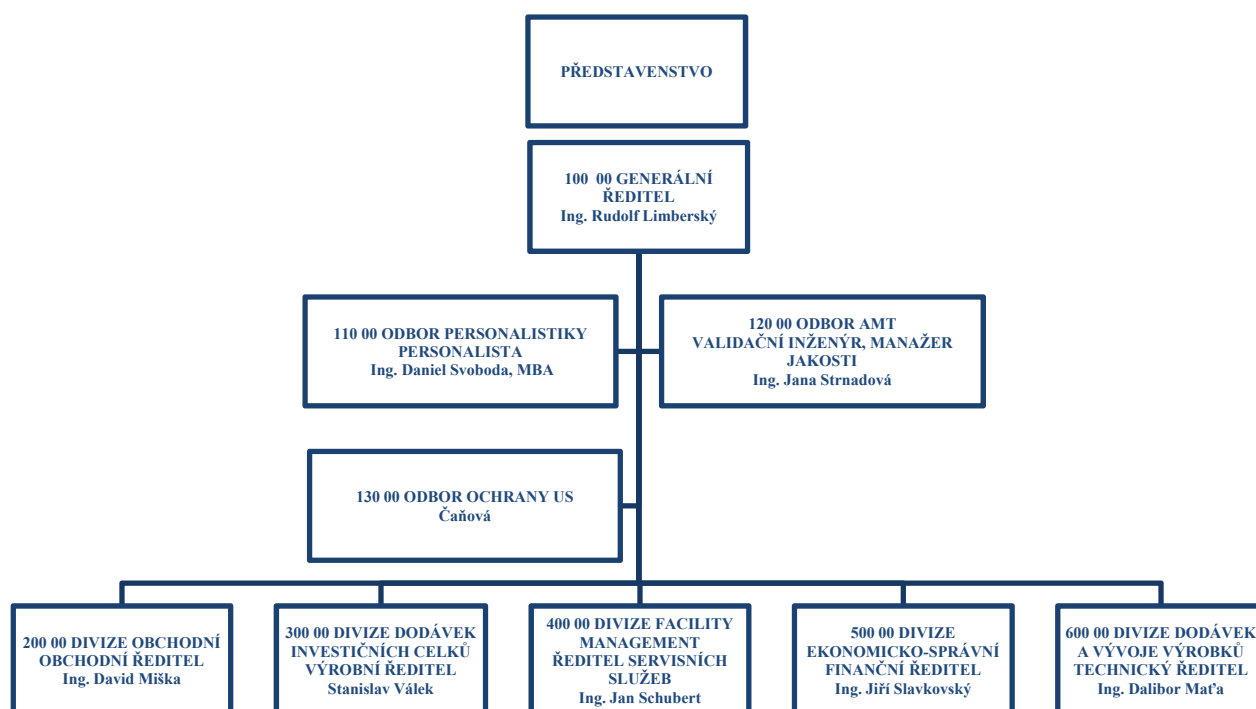 PŘEDSTAVENSTVO
100 00 GENERÁLNÍ
ŘEDITEL
Ing. Rudolf Limberský
110 00 ODBOR PERSONALISTIKY
PERSONALISTA
Ing. Daniel Svoboda, MBA
120 00 ODBOR AMT
VALIDAČNÍ INŽENÝR, MANAŽER
JAKOSTI
Ing. Jana Strnadová
130 00 ODBOR OCHRANY US
Čaňová
200 00 DIVIZE OBCHODNÍ
OBCHODNÍ ŘEDITEL
Ing. David Miška
300 00 DIVIZE DODÁVEK
INVESTIČNÍCH CELKŮ
VÝROBNÍ ŘEDITEL
Stanislav Válek
400 00 DIVIZE FACILITY
MANAGEMENT
ŘEDITEL SERVISNÍCH
SLUŽEB
Ing. Jan Schubert
500 00 DIVIZE
EKONOMICKO-SPRÁVNÍ
FINANČNÍ ŘEDITEL
Ing. Jiří Slavkovský
600 00 DIVIZE DODÁVEK
A VÝVOJE VÝROBKŮ
TECHNICKÝ ŘEDITEL
Ing. Dalibor Maťa